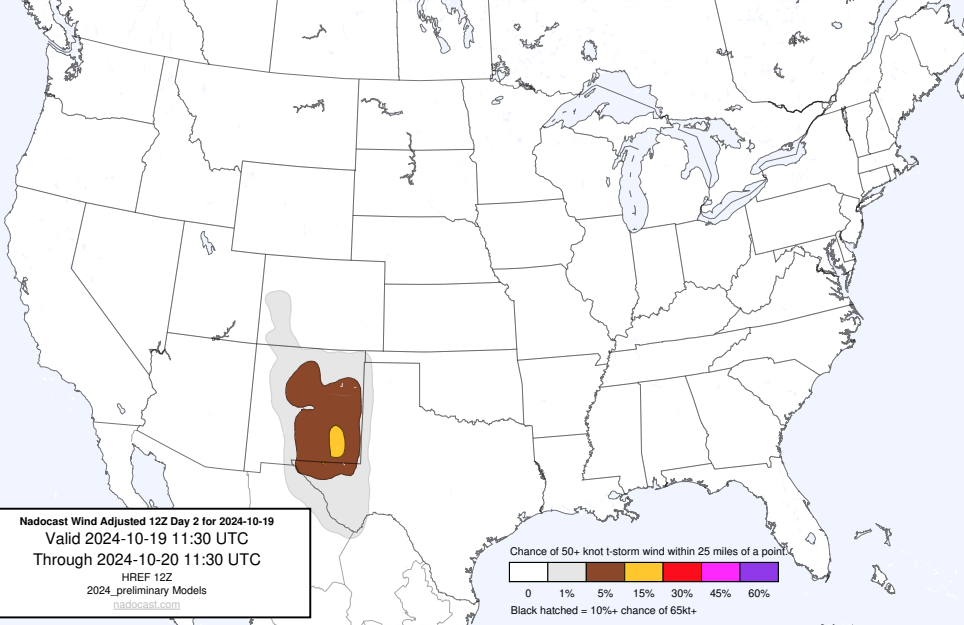 Nadocast Wind Adjusted 12Z Day 2 for 2024-10-19
Valid 2024-10-19 11:30 UTC
Through 2024-10-20 11:30 UTC
HREF 12Z
2024_preliminary Models
nadocast.com
Chance of 50+ knot t-storm wind within 25 miles of a point.
0 1% 5% 15% 30% 45% 60%
Black hatched = 10%+ chance of 65kt+